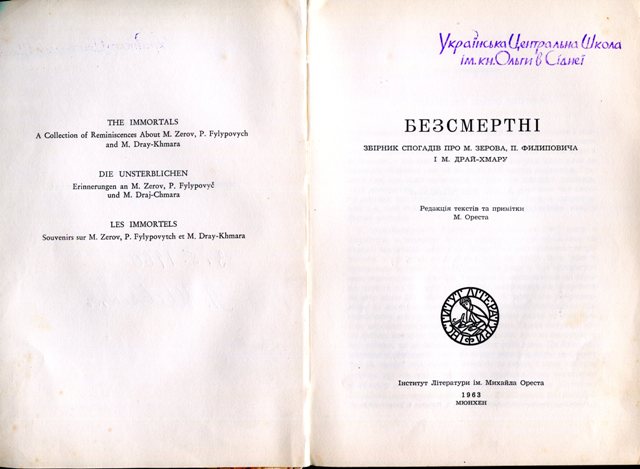 THE IMMORTALS
A Collection of Reminiscences About M. Zerov, P. Fylypovych
and M. Dray-Khmara
DIE UNSTERBLICHEN
Erinnerungen an M. Zerov, P. Fylypovyč
und M. Draj-Chmara
LES IMMORTELS
Souvenirs sur M. Zerov, P. Fylypovytch et M. Dray-Khmara
Українська Центральна Школа
ім. кн. Ольги в Сіднеї
БЕЗСМЕРТНІ
ЗБІРНИК СПОГАДІВ ПРО М. ЗЕРОВА, П. ФИЛИПОВИЧА
І М. ДРАЙ-ХМАРУ
Редакція текстів та примітки
М. Ореста
ІНСТИТУТ ЛІТЕРАТУРИ
Інститут Літератури ім. Михайла Ореста
1963
МЮНХЕН